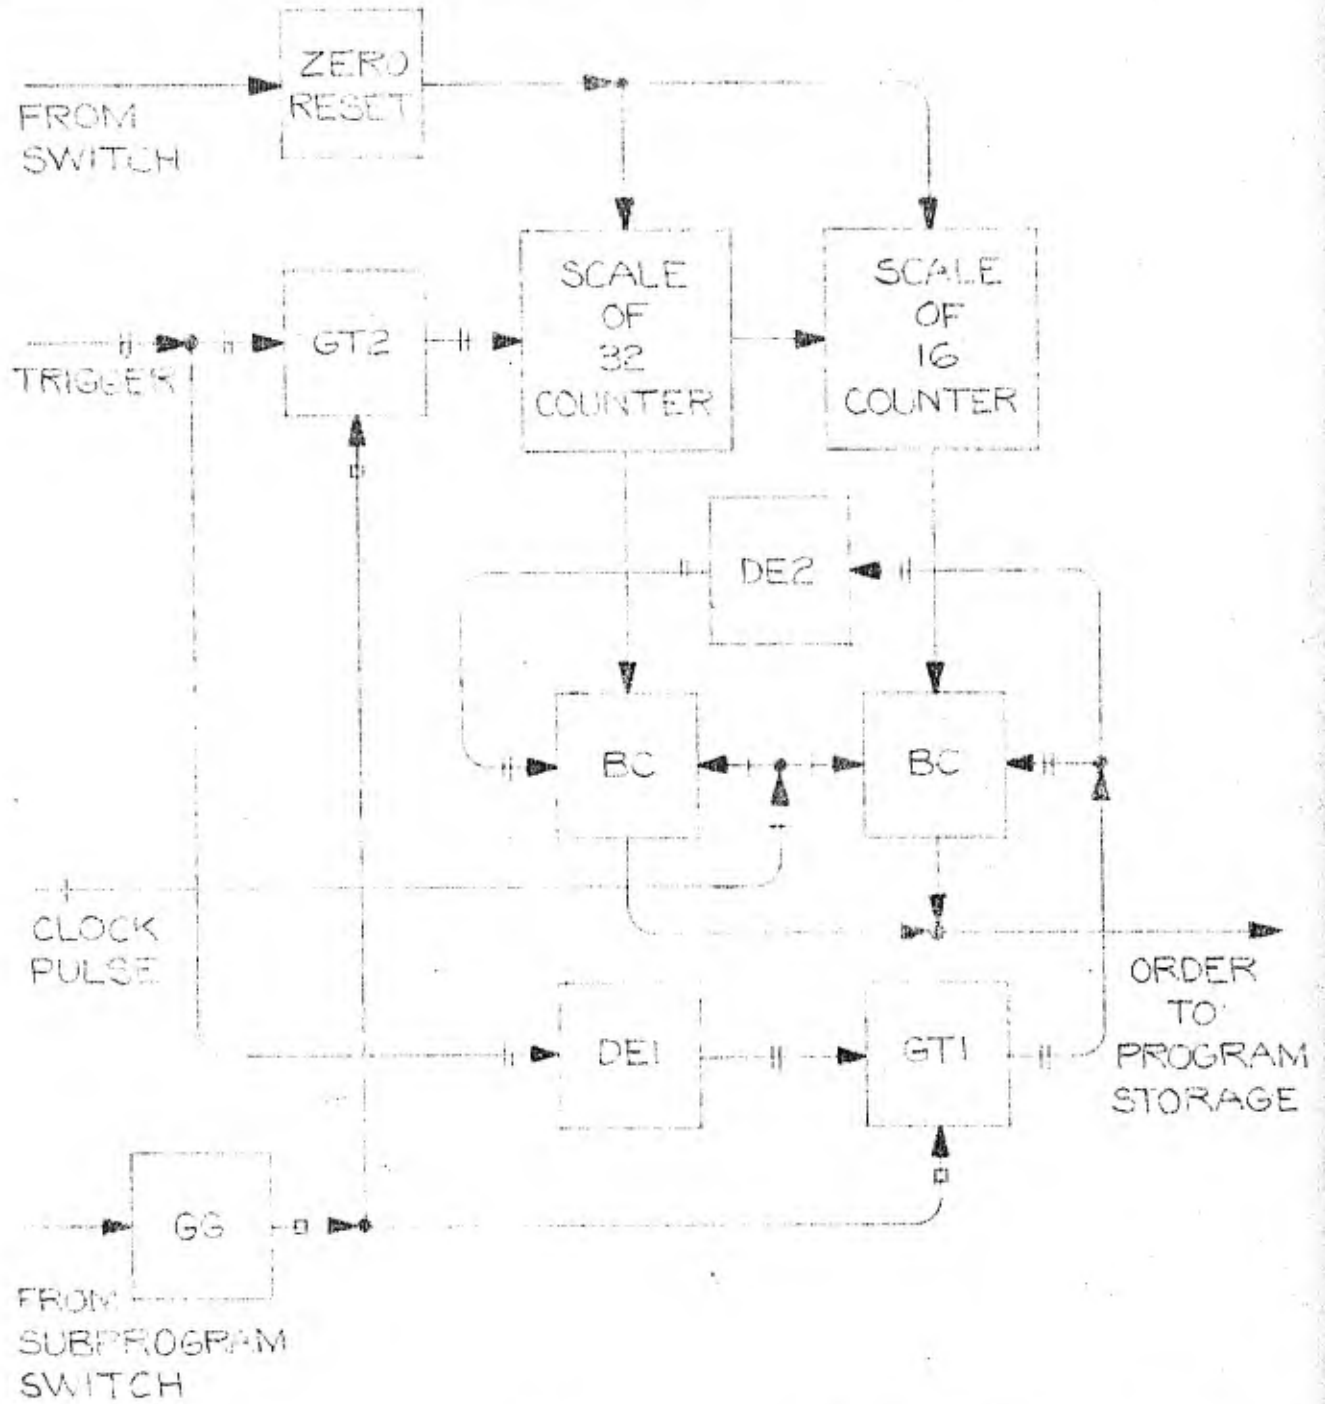 ZERO
RESET
FROM
SWITCH
SCALE
OF
32
COUNTER
SCALE
OF
16
COUNTER
GT2
TRIGGER
DE2
BC
BC
CLOCK
PULSE
ORDER
TO
PROGRAM
STORAGE
DE1
GT1
GG
FROM
SUBPROGRAM
SWITCH